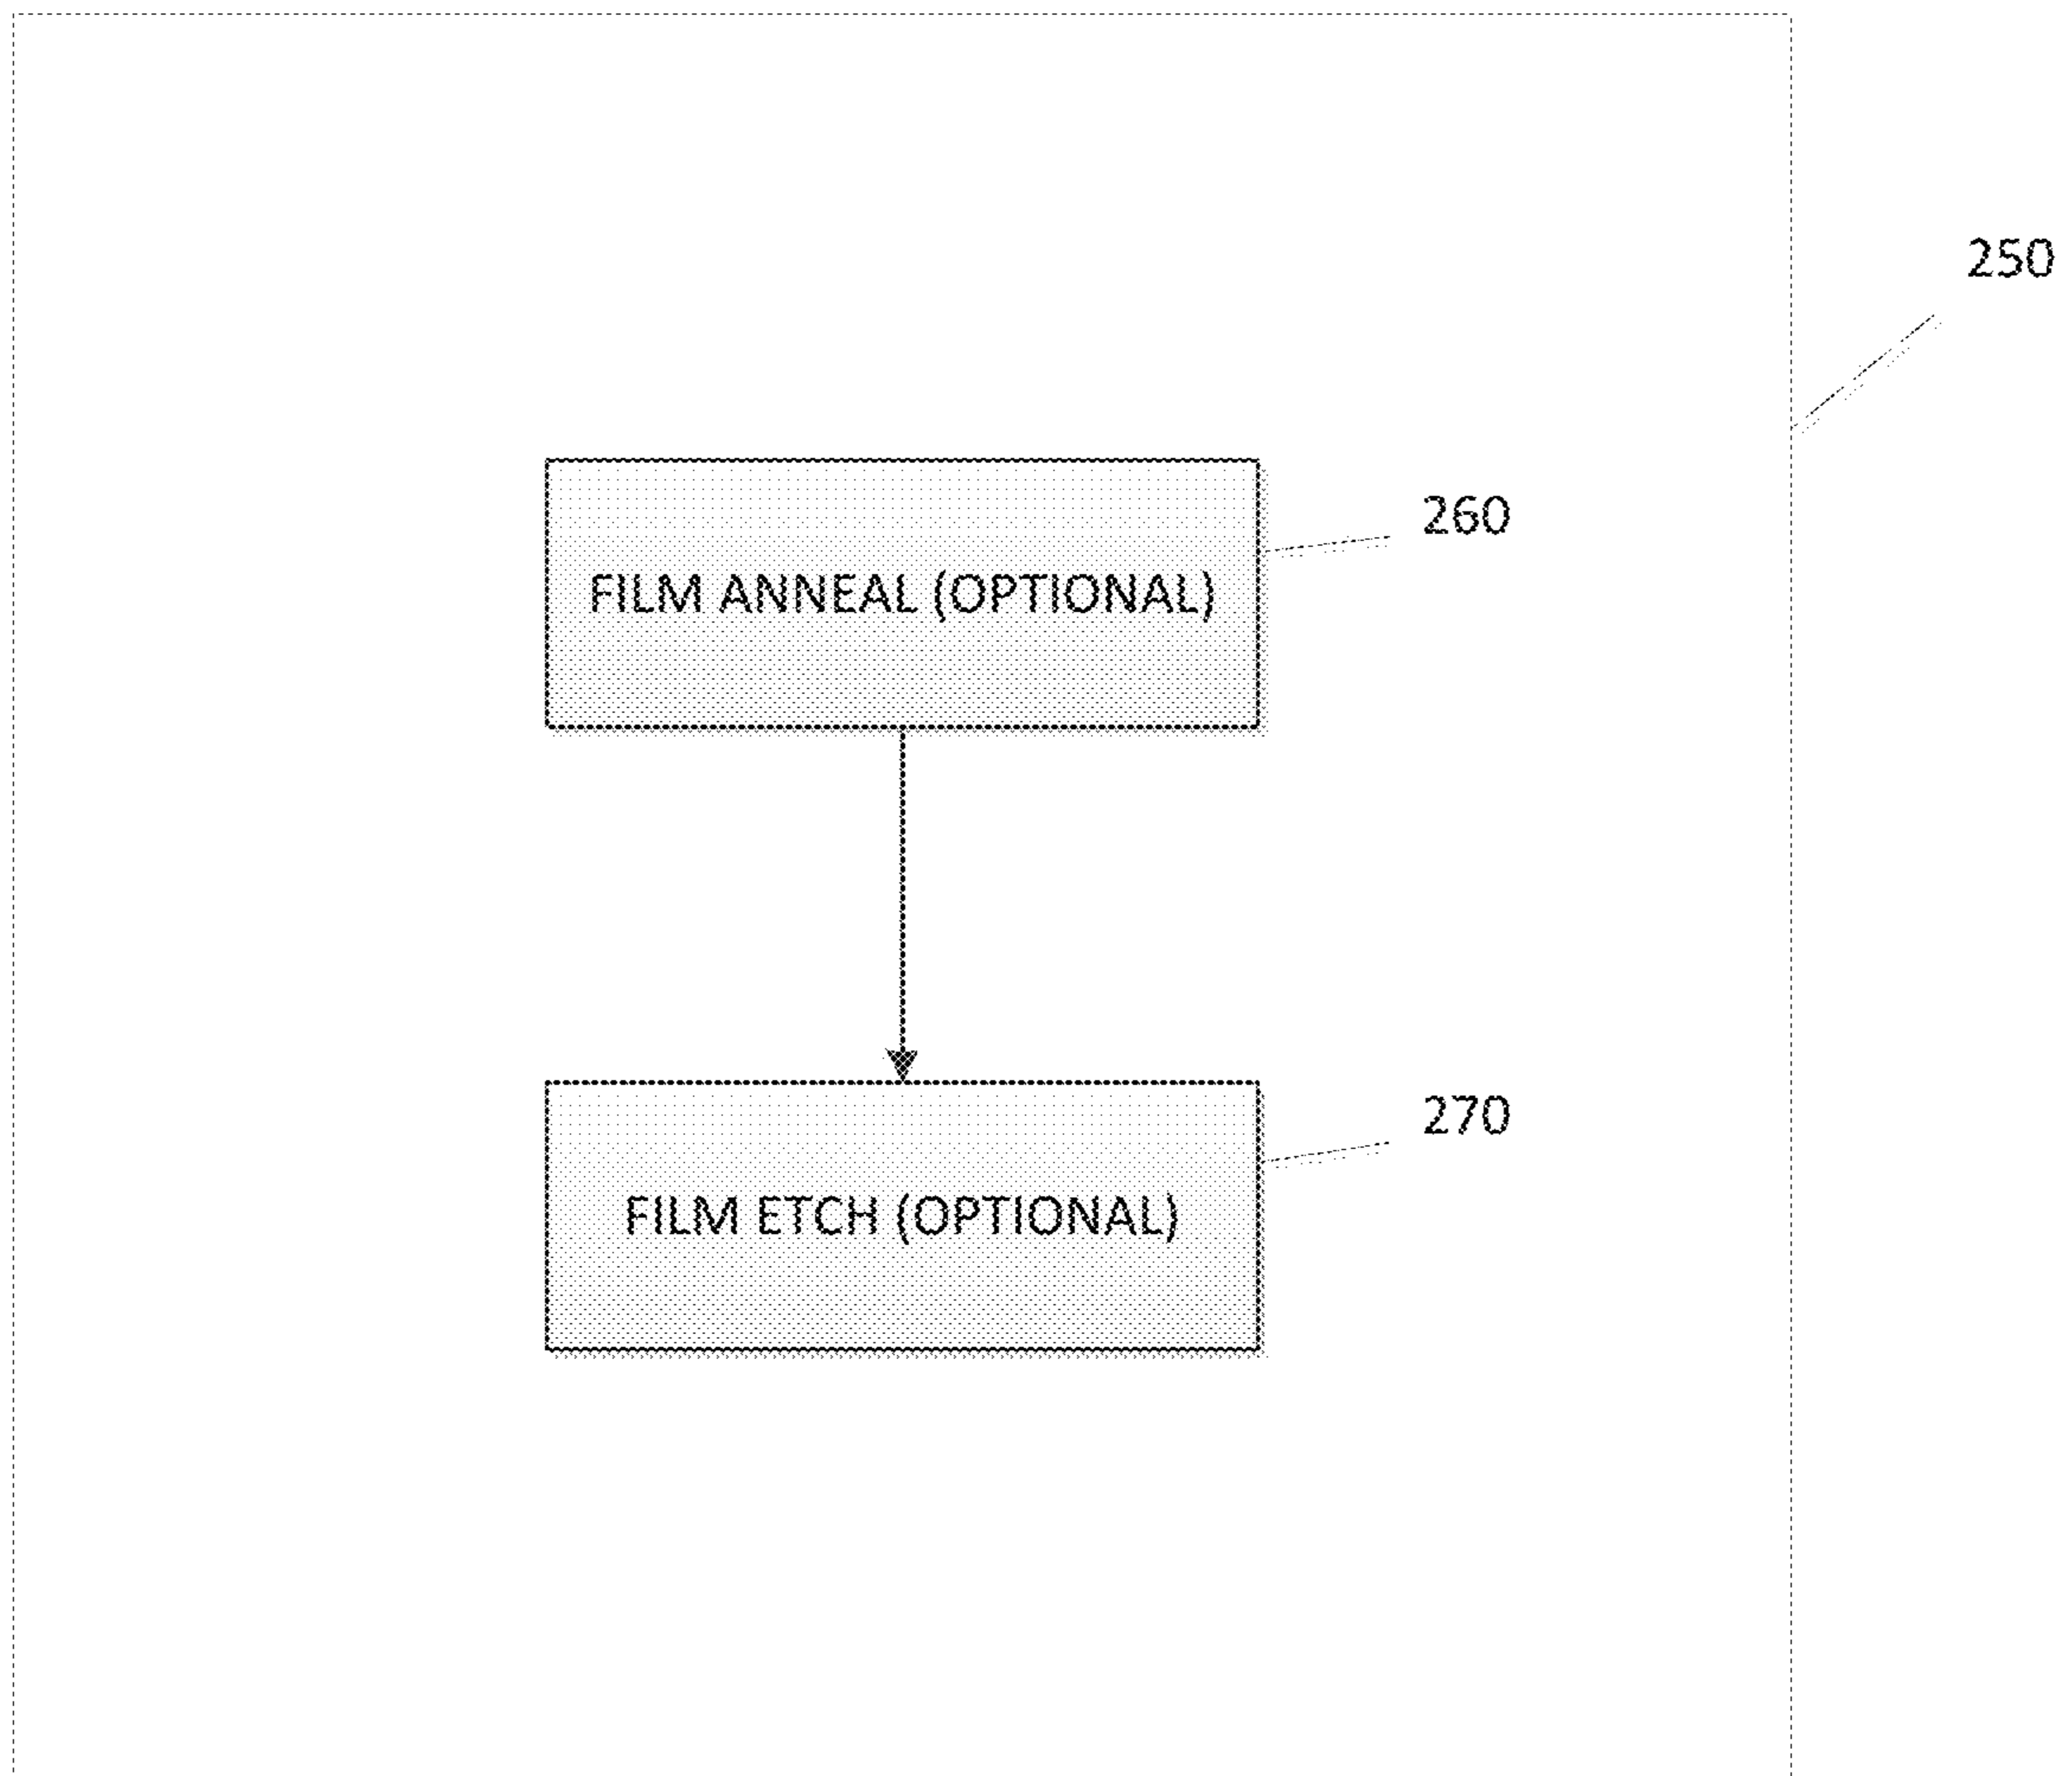 250
260
FILM ANNEAL (OPTIONAL)
270
FILM ETCH (OPTIONAL)